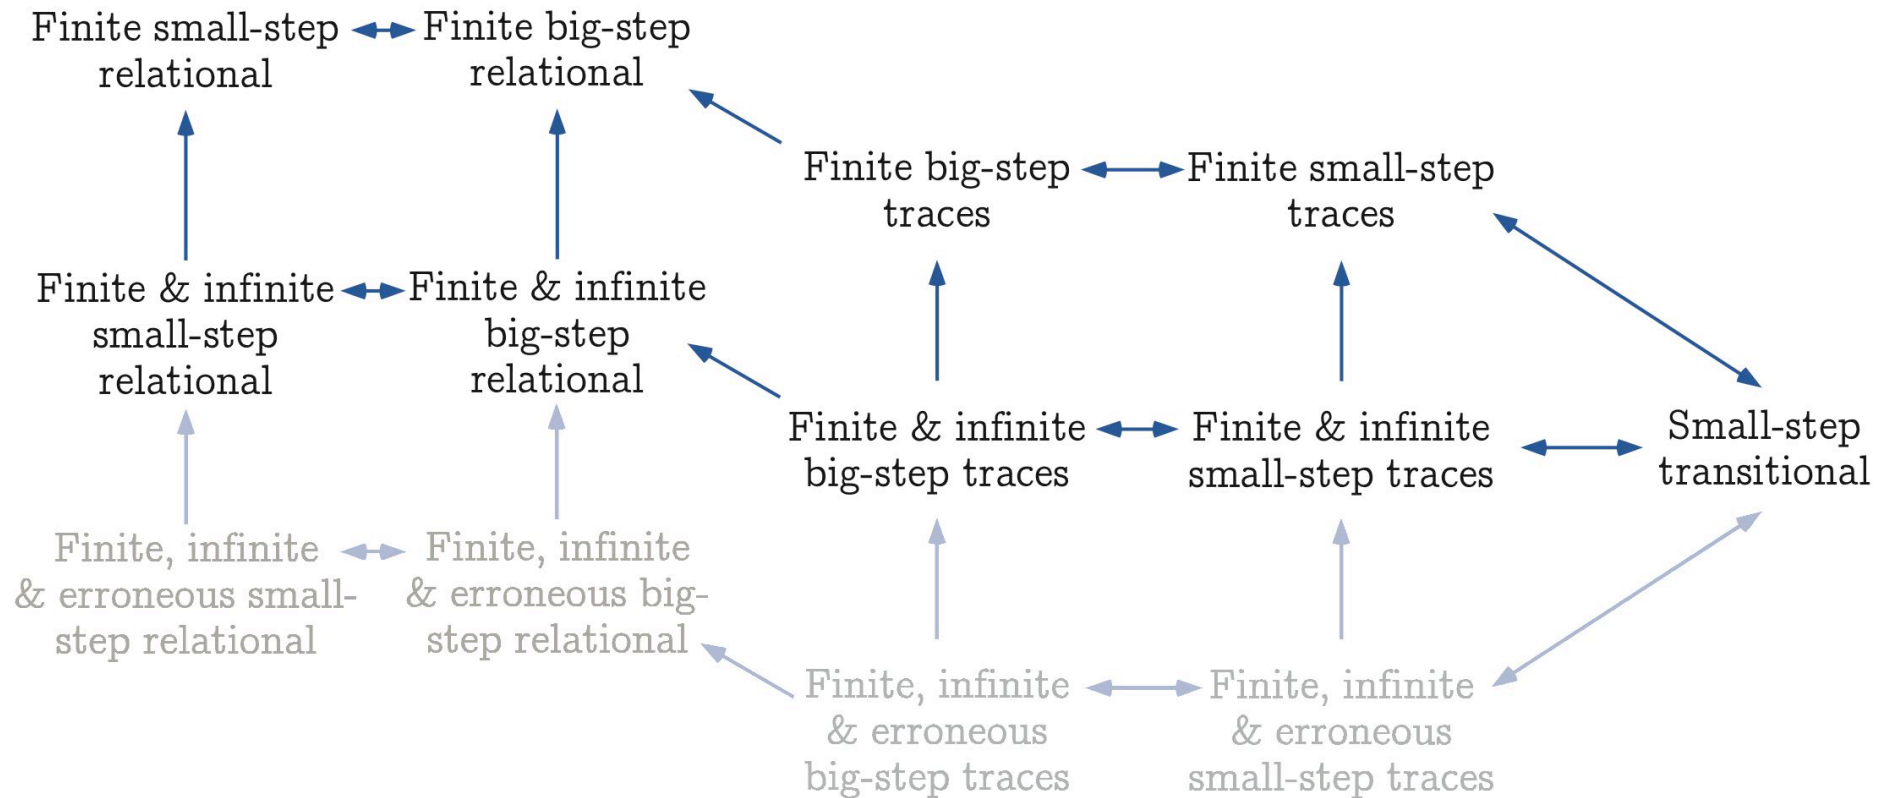 Finite small-step
relational
Finite big-step
relational
Finite big-step
traces
Finite small-step
traces
Finite & infinite
small-step
relational
Finite & infinite
big-step
relational
Finite & infinite
big-step traces
Finite & infinite
small-step traces
Small-step
transitional
Finite, infinite
& erroneous small-
step relational
Finite, infinite
& erroneous big-
step relational
Finite, infinite
& erroneous
big-step traces
Finite, infinite
& erroneous
small-step traces